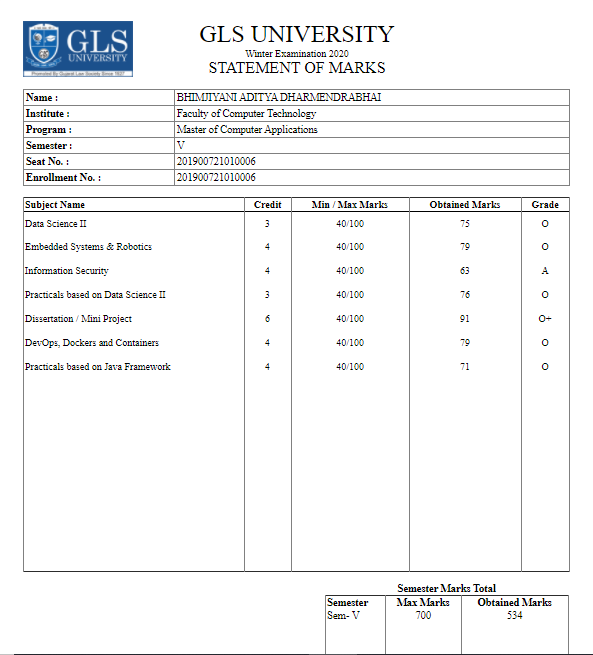 GLS
UNIVERSITY
Promoted By Gujarat Law Society Since 1927
GLS UNIVERSITY
Winter Examination 2020
STATEMENT OF MARKS
Name : BHIMJIYANI ADITYA DHARMENDRABHAI
Institute : Faculty of Computer Technology
Program : Master of Computer Applications
Semester : V
Seat No. : 201900721010006
Enrollment No. : 201900721010006
Subject Name Credit Min / Max Marks Obtained Marks Grade
Data Science II 3 40/100 75 O
Embedded Systems & Robotics 4 40/100 79 O
Information Security 4 40/100 63 A
Practicals based on Data Science II 3 40/100 76 O
Dissertation / Mini Project 6 40/100 91 O+
DevOps, Dockers and Containers 4 40/100 79 O
Practicals based on Java Framework 4 40/100 71 O
Semester Marks Total
Semester Max Marks Obtained Marks
Sem- V 700 534